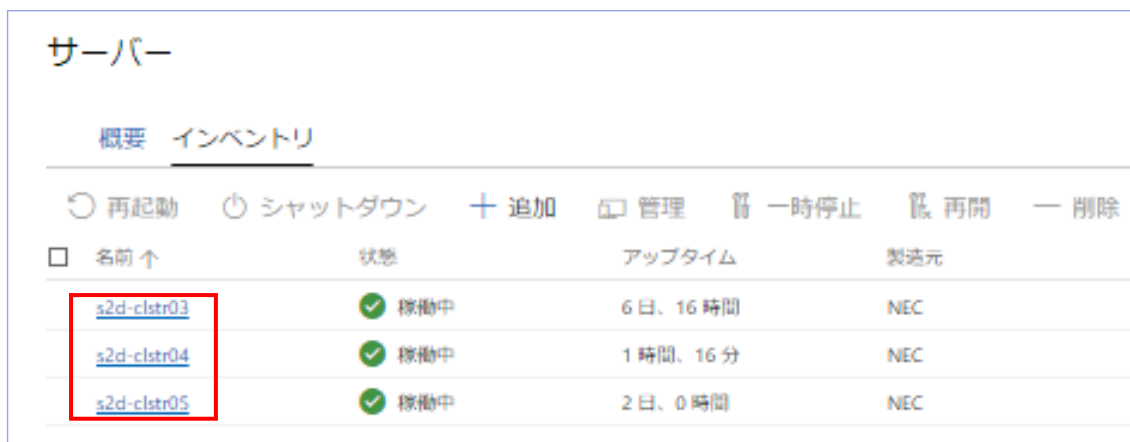 サーバー
概要 インベントリ
再起動 シャットダウン 追加 管理 一時停止 再開 削除
名前 状態 アップタイム 製造元
s2d-clstr03 稼働中 6 日、16 時間 NEC
s2d-clstr04 稼働中 1 時間、16 分 NEC
s2d-clstr05 稼働中 2 日、0 時間 NEC